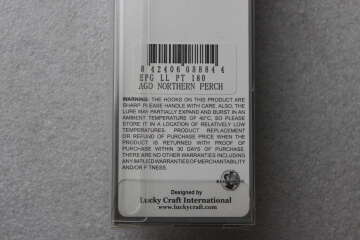 8 42406 08884 4
EPG LL PT 180
AGO NORTHERN PERCH
WARNING: THE HOOKS ON THIS PRODUCT ARE
SHARP. PLEASE HANDLE WITH CARE. ALSO, THE
LURE MAY PARTIALLY EXPAND AND BURST IN AN
AMBIENT TEMPERATURE OF 40°C, SO PLEASE
STORE IT IN A LOCATION OF RELATIVELY LOW
TEMPERATURES. PRODUCT REPLACEMENT
OR REFUND OF PURCHASE PRICE WHEN THE
PRODUCT IS RETURNED WITH PROOF OF
PURCHASE WITHIN 30 DAYS OF PURCHASE.
THERE ARE NO OTHER WARRANTIES INCLUDING
ANY IMPLIED WARRANTIES OF MERCHANTABILITY
AND/OR FITNESS.
Designed by
Lucky Craft International
www.luckycraft.com